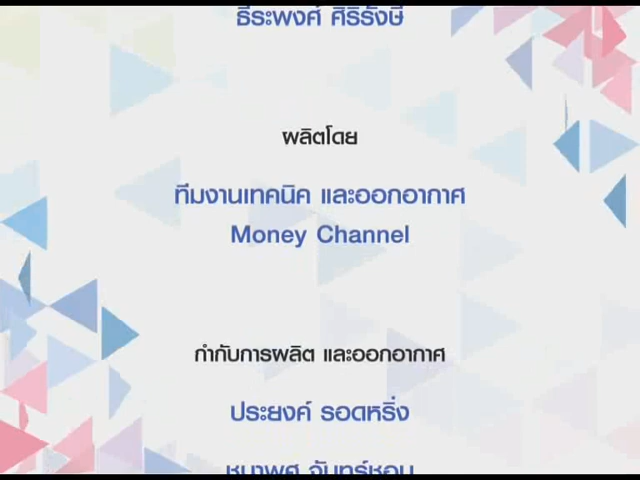 ธีระพงศ์ ศิริรังษี
ผลิตโดย
ทีมงานเทคนิค และออกอากาศ
Money Channel
กำกับการผลิต และออกอากาศ
ประยงค์ รอดหริ่ง